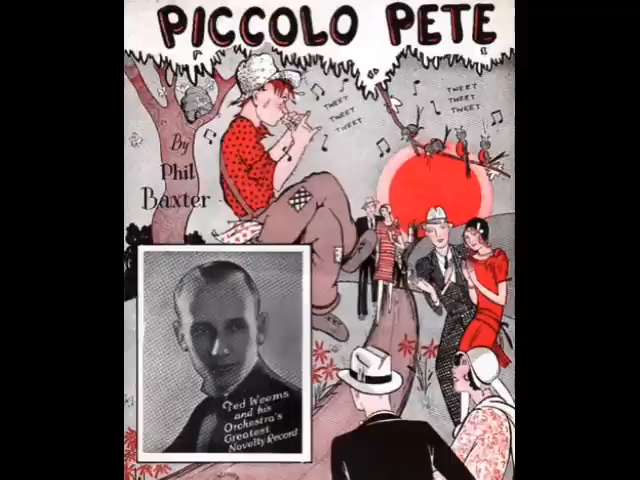 PICCOLO PETE
TWEET
TWEET
TWEET
TWEET
TWEET
TWEET
By
Phil
Baxter
Ted Weems
and his
Orchestra's
Greatest
Novelty Record